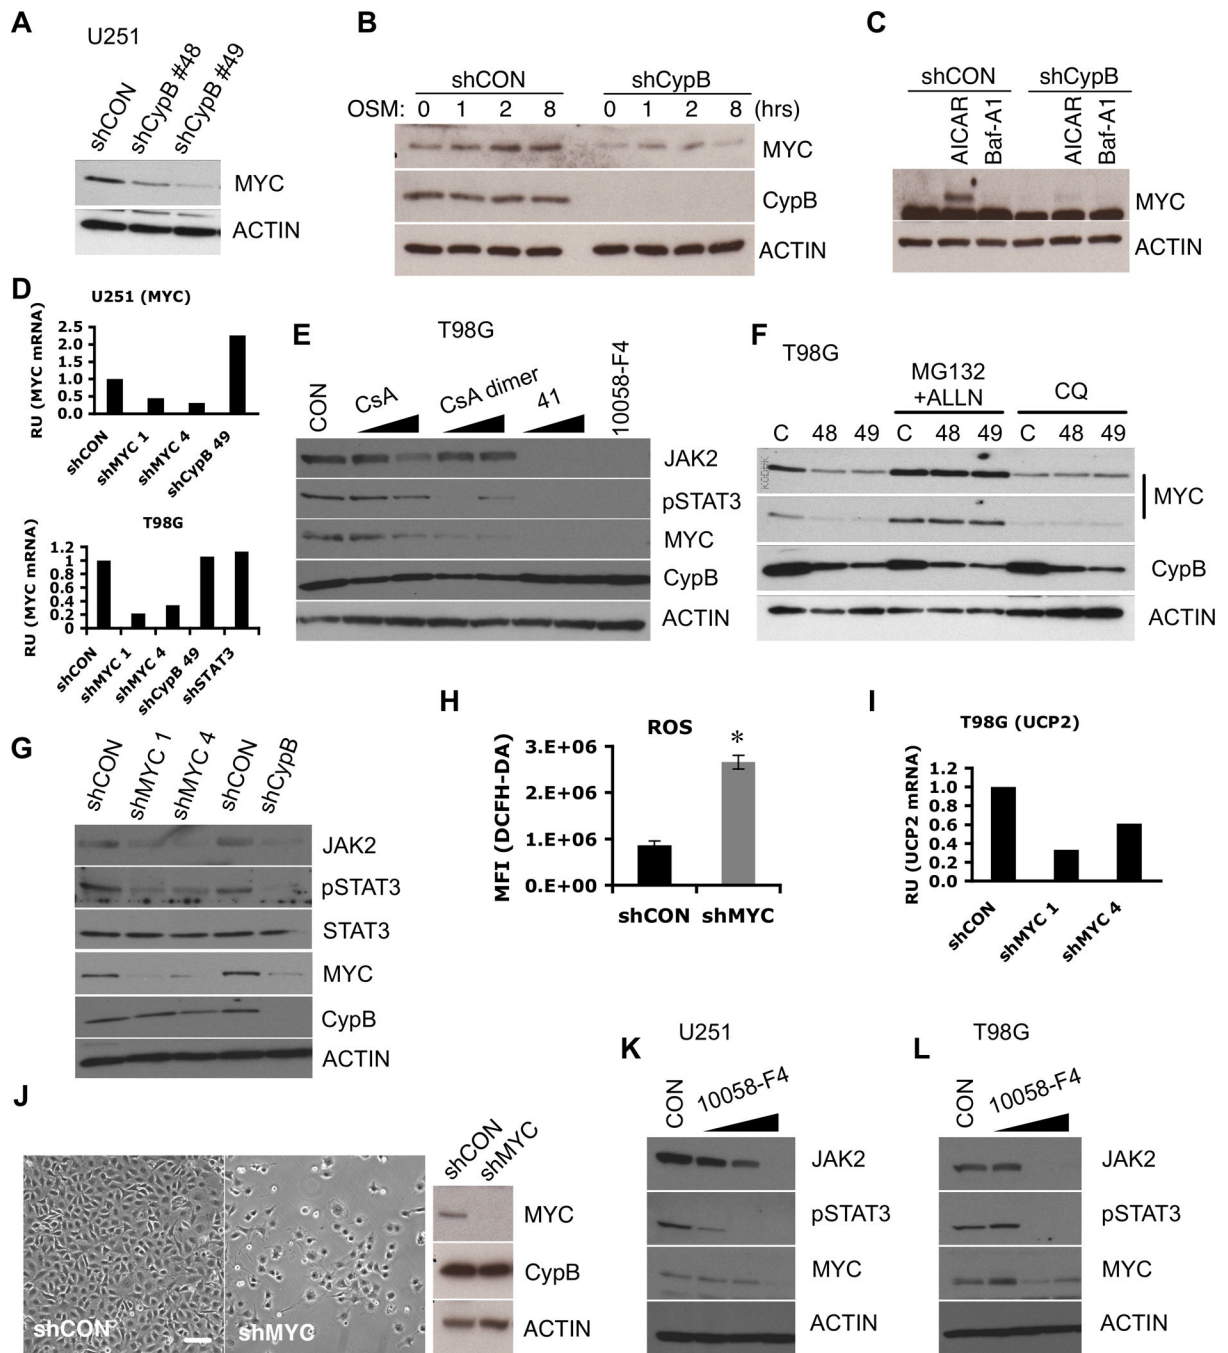 A
U251
shCON
shCypB #48
shCypB #49
MYC
ACTIN
B
shCON shCypB
OSM: 0 1 2 8 0 1 2 8 (hrs)
MYC
CypB
ACTIN
C
shCON shCypB
AICAR
Baf-A1
AICAR
Baf-A1
MYC
ACTIN
D
U251 (MYC)
RU (MYC mRNA)
2.5
2.0
1.5
1.0
0.5
0.0
shCON
shMYC 1
shMYC 4
shCypB 49
T98G
RU (MYC mRNA)
1.2
1
0.8
0.6
0.4
0.2
0
shCON
shMYC 1
shMYC 4
shCypB 49
shSTAT3
E
T98G
CON
CsA
CsA dimer
41
10058-F4
JAK2
pSTAT3
MYC
CypB
ACTIN
F
T98G
MG132
+ALLN
CQ
C 48 49 C 48 49 C 48 49
KODAK
MYC
CypB
ACTIN
G
shCON
shMYC 1
shMYC 4
shCON
shCypB
JAK2
pSTAT3
STAT3
MYC
CypB
ACTIN
H
ROS
MFI (DCFH-DA)
3.E+06
2.E+06
1.E+06
0.E+00
*
shCON shMYC
I
T98G (UCP2)
RU (UCP2 mRNA)
1.2
1.0
0.8
0.6
0.4
0.2
0.0
shCON
shMYC 1
shMYC 4
J
shCON
shMYC
shCON
shMYC
MYC
CypB
ACTIN
K
U251
CON
10058-F4
JAK2
pSTAT3
MYC
ACTIN
L
T98G
CON
10058-F4
JAK2
pSTAT3
MYC
ACTIN